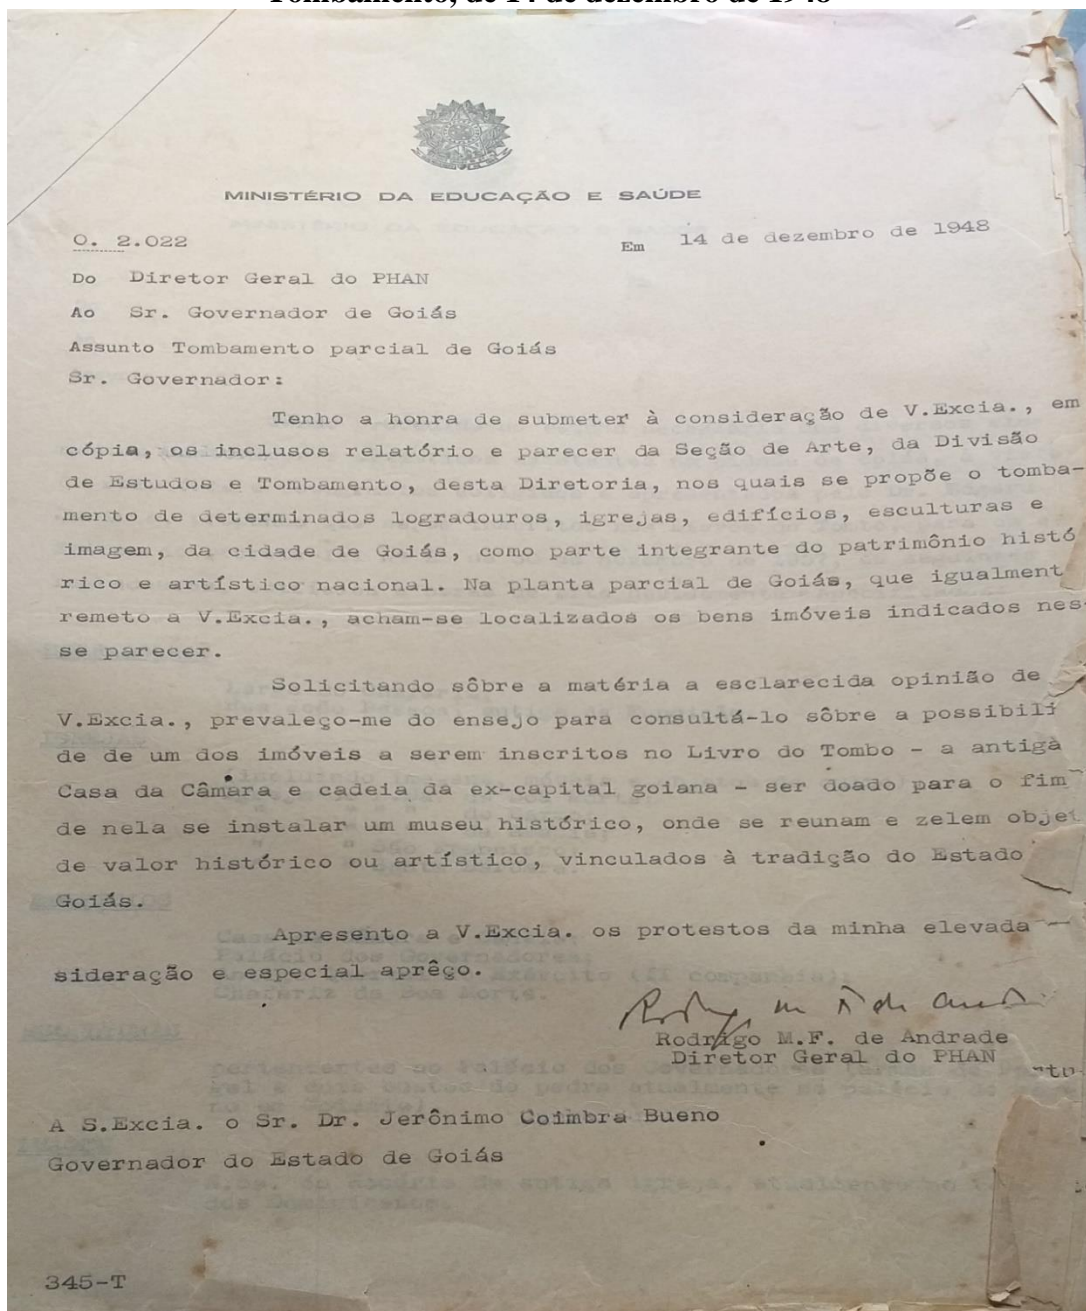 Tombamento, de 14 de dezembro de 1948
MINISTÉRIO DA EDUCAÇÃO E SAÚDE
O. 2.022
Em 14 de dezembro de 1948
Do Diretor Geral do PHAN
Ao Sr. Governador de Goiás
Assunto Tombamento parcial de Goiás
Sr. Governador:
Tenho a honra de submeter à consideração de V.Excia., em
cópia, os inclusos relatório e parecer da Seção de Arte, da Divisão
de Estudos e Tombamento, desta Diretoria, nos quais se propõe o tomba-
mento de determinados logradouros, igrejas, edifícios, esculturas e
imagem, da cidade de Goiás, como parte integrante do patrimônio histó
rico e artístico nacional. Na planta parcial de Goiás, que igualment
remeto a V.Excia., acham-se localizados os bens imóveis indicados nes-
se parecer.
Solicitando sôbre a matéria a esclarecida opinião de
V.Excia., prevaleço-me do ensejo para consultá-lo sôbre a possibili
de de um dos imóveis a serem inscritos no Livro do Tombo - a antiga
Casa da Câmara e cadeia da ex-capital goiana - ser doado para o fim
de nela se instalar um museu histórico, onde se reunam e zelem objet
de valor histórico ou artístico, vinculados à tradição do Estado
Goiás.
Apresento a V.Excia. os protestos da minha elevada
sideração e especial aprêço.
Rodrigo M.F. de Andrade
Diretor Geral do PHAN
A S.Excia. o Sr. Dr. Jerônimo Coimbra Bueno
Governador do Estado de Goiás
345-T